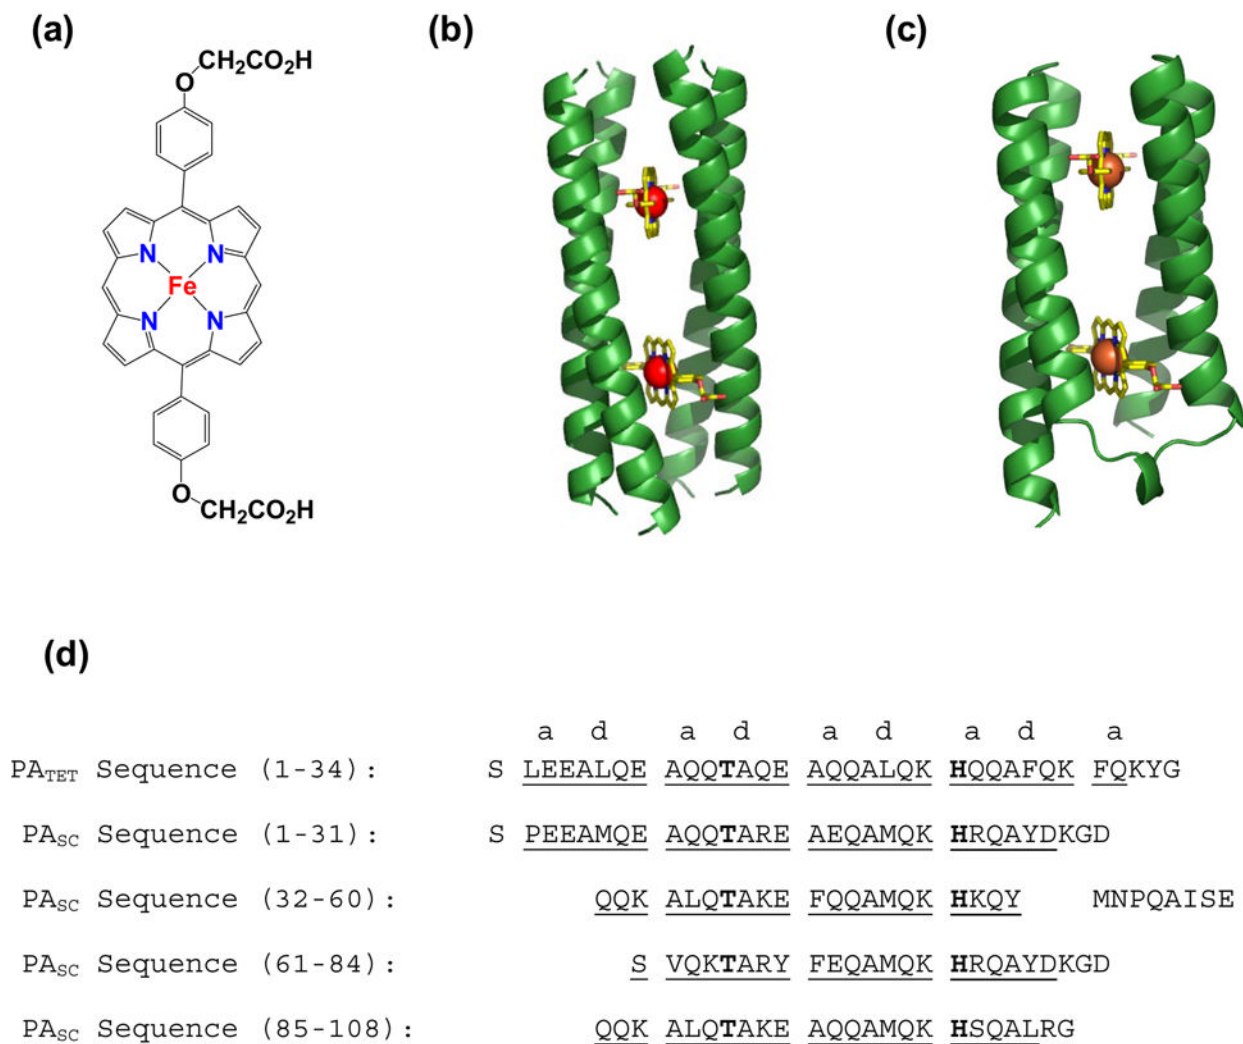 (a)
(b)
(c)
CH2CO2H
O
N
N
Fe
N
N
O
CH2CO2H
(d)
a d a d a d a d a
PATET Sequence (1-34): S LEEALQE AQQTAQE AQQALQK HQQAFQK FQKYG
PASC Sequence (1-31): S PEEAMQE AQQTARE AEQAMQK HRQAYDKGD
PASC Sequence (32-60): QQK ALQTAKE FQQAMQK HKQY MNPQAISE
PASC Sequence (61-84): S VQKTARY FEQAMQK HRQAYDKGD
PASC Sequence (85-108): QQK ALQTAKE AQQAMQK HSQALRG